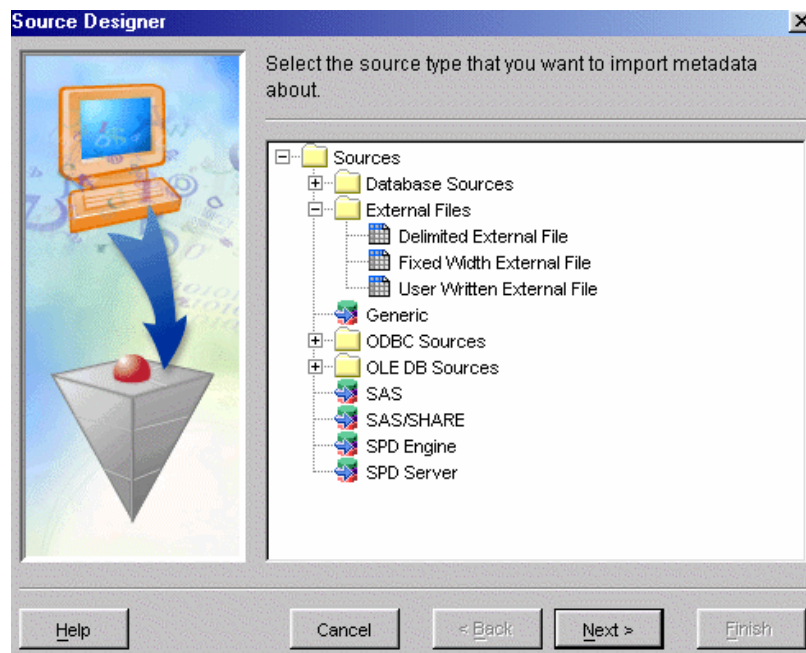 Source Designer
Select the source type that you want to import metadata
about.
Sources
Database Sources
External Files
Delimited External File
Fixed Width External File
User Written External File
Generic
ODBC Sources
OLE DB Sources
SAS
SAS/SHARE
SPD Engine
SPD Server
Help
Cancel
< Back
Next >
Finish